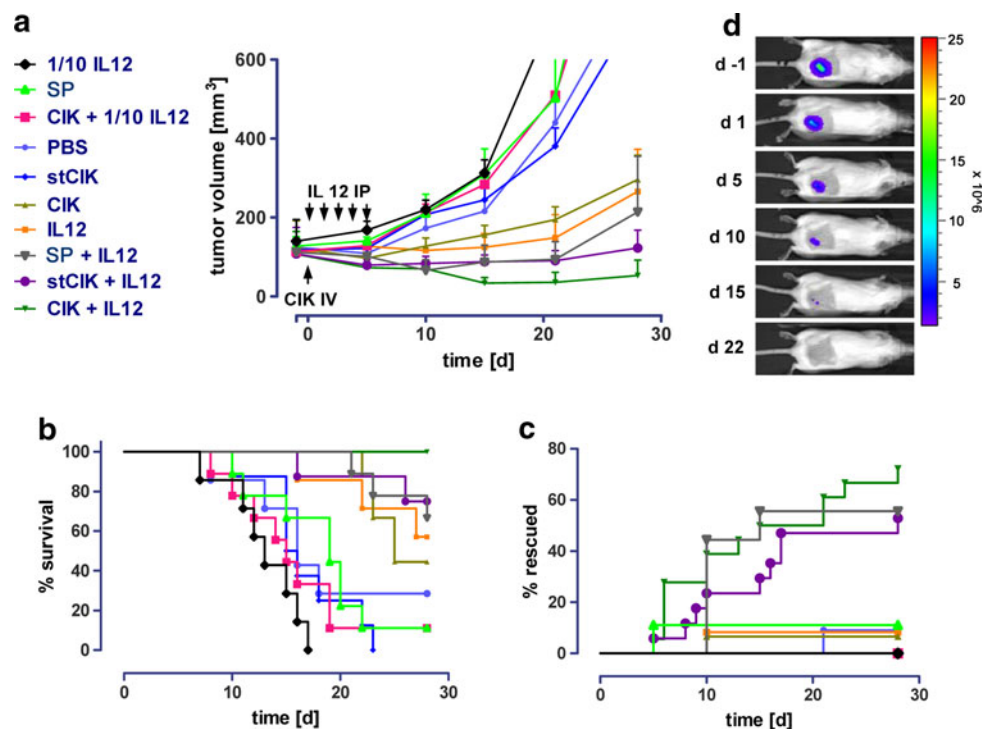 a
1/10 IL12
SP
CIK + 1/10 IL12
PBS
stCIK
CIK
IL12
SP + IL12
stCIK + IL12
CIK + IL12
tumor volume [mm³]
600
400
200
0
IL 12 IP
CIK IV
0
10
20
30
time [d]
d
d -1
d 1
d 5
d 10
d 15
d 22
25
20
15
10
5
x 10^6
b
% survival
100
80
60
40
20
0
0
10
20
30
time [d]
c
% rescued
80
60
40
20
0
0
10
20
30
time [d]